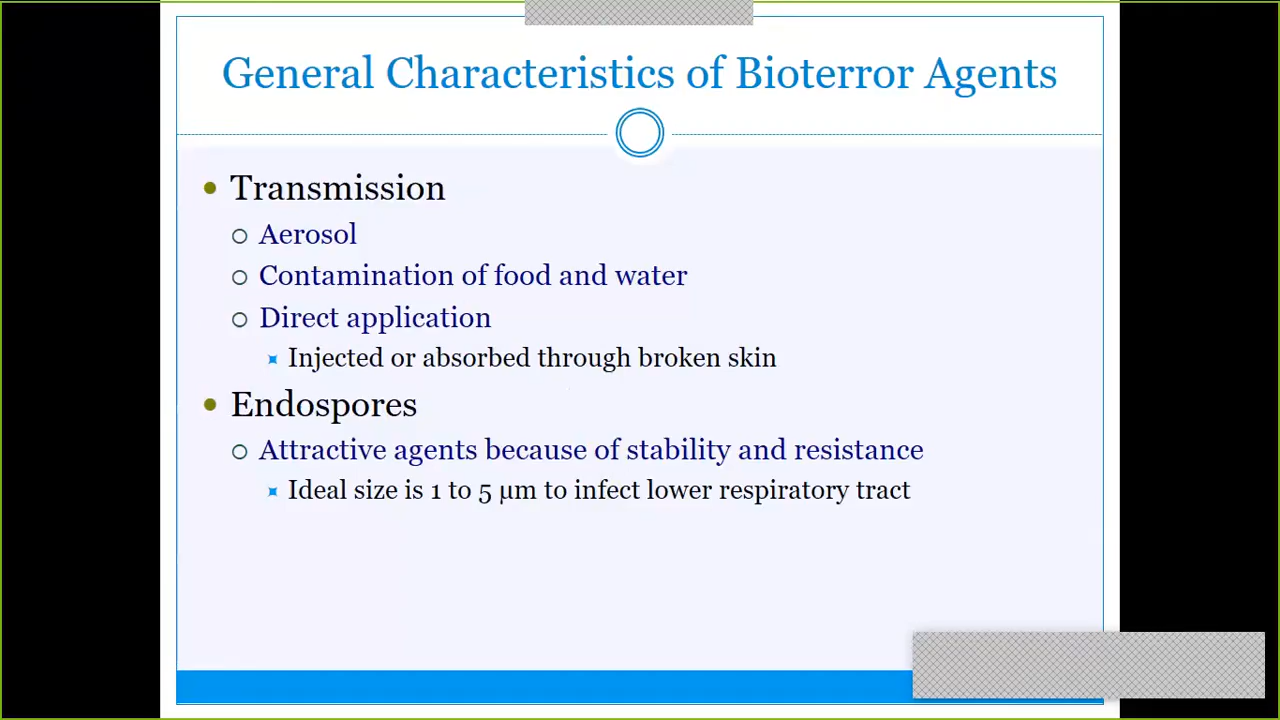 General Characteristics of Bioterror Agents
Transmission
Aerosol
Contamination of food and water
Direct application
Injected or absorbed through broken skin
Endospores
Attractive agents because of stability and resistance
Ideal size is 1 to 5 µm to infect lower respiratory tract